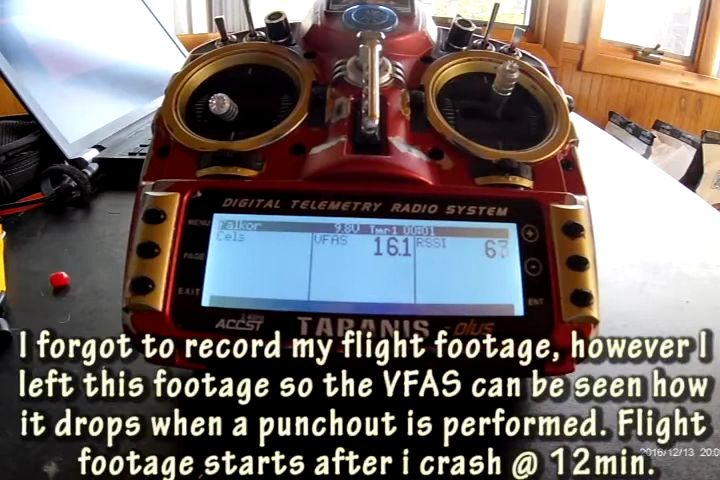 DIGITAL TELEMETRY RADIO SYSTEM
MENU
PAGE
EXIT
ENT
9.8V Tmr1 00:01
Cels
VFAS 16.1
RSSI
ACCST
TARANIS plus
I forgot to record my flight footage, however I
left this footage so the VFAS can be seen how
it drops when a punchout is performed. Flight
footage starts after i crash @ 12min.
2016/12/13